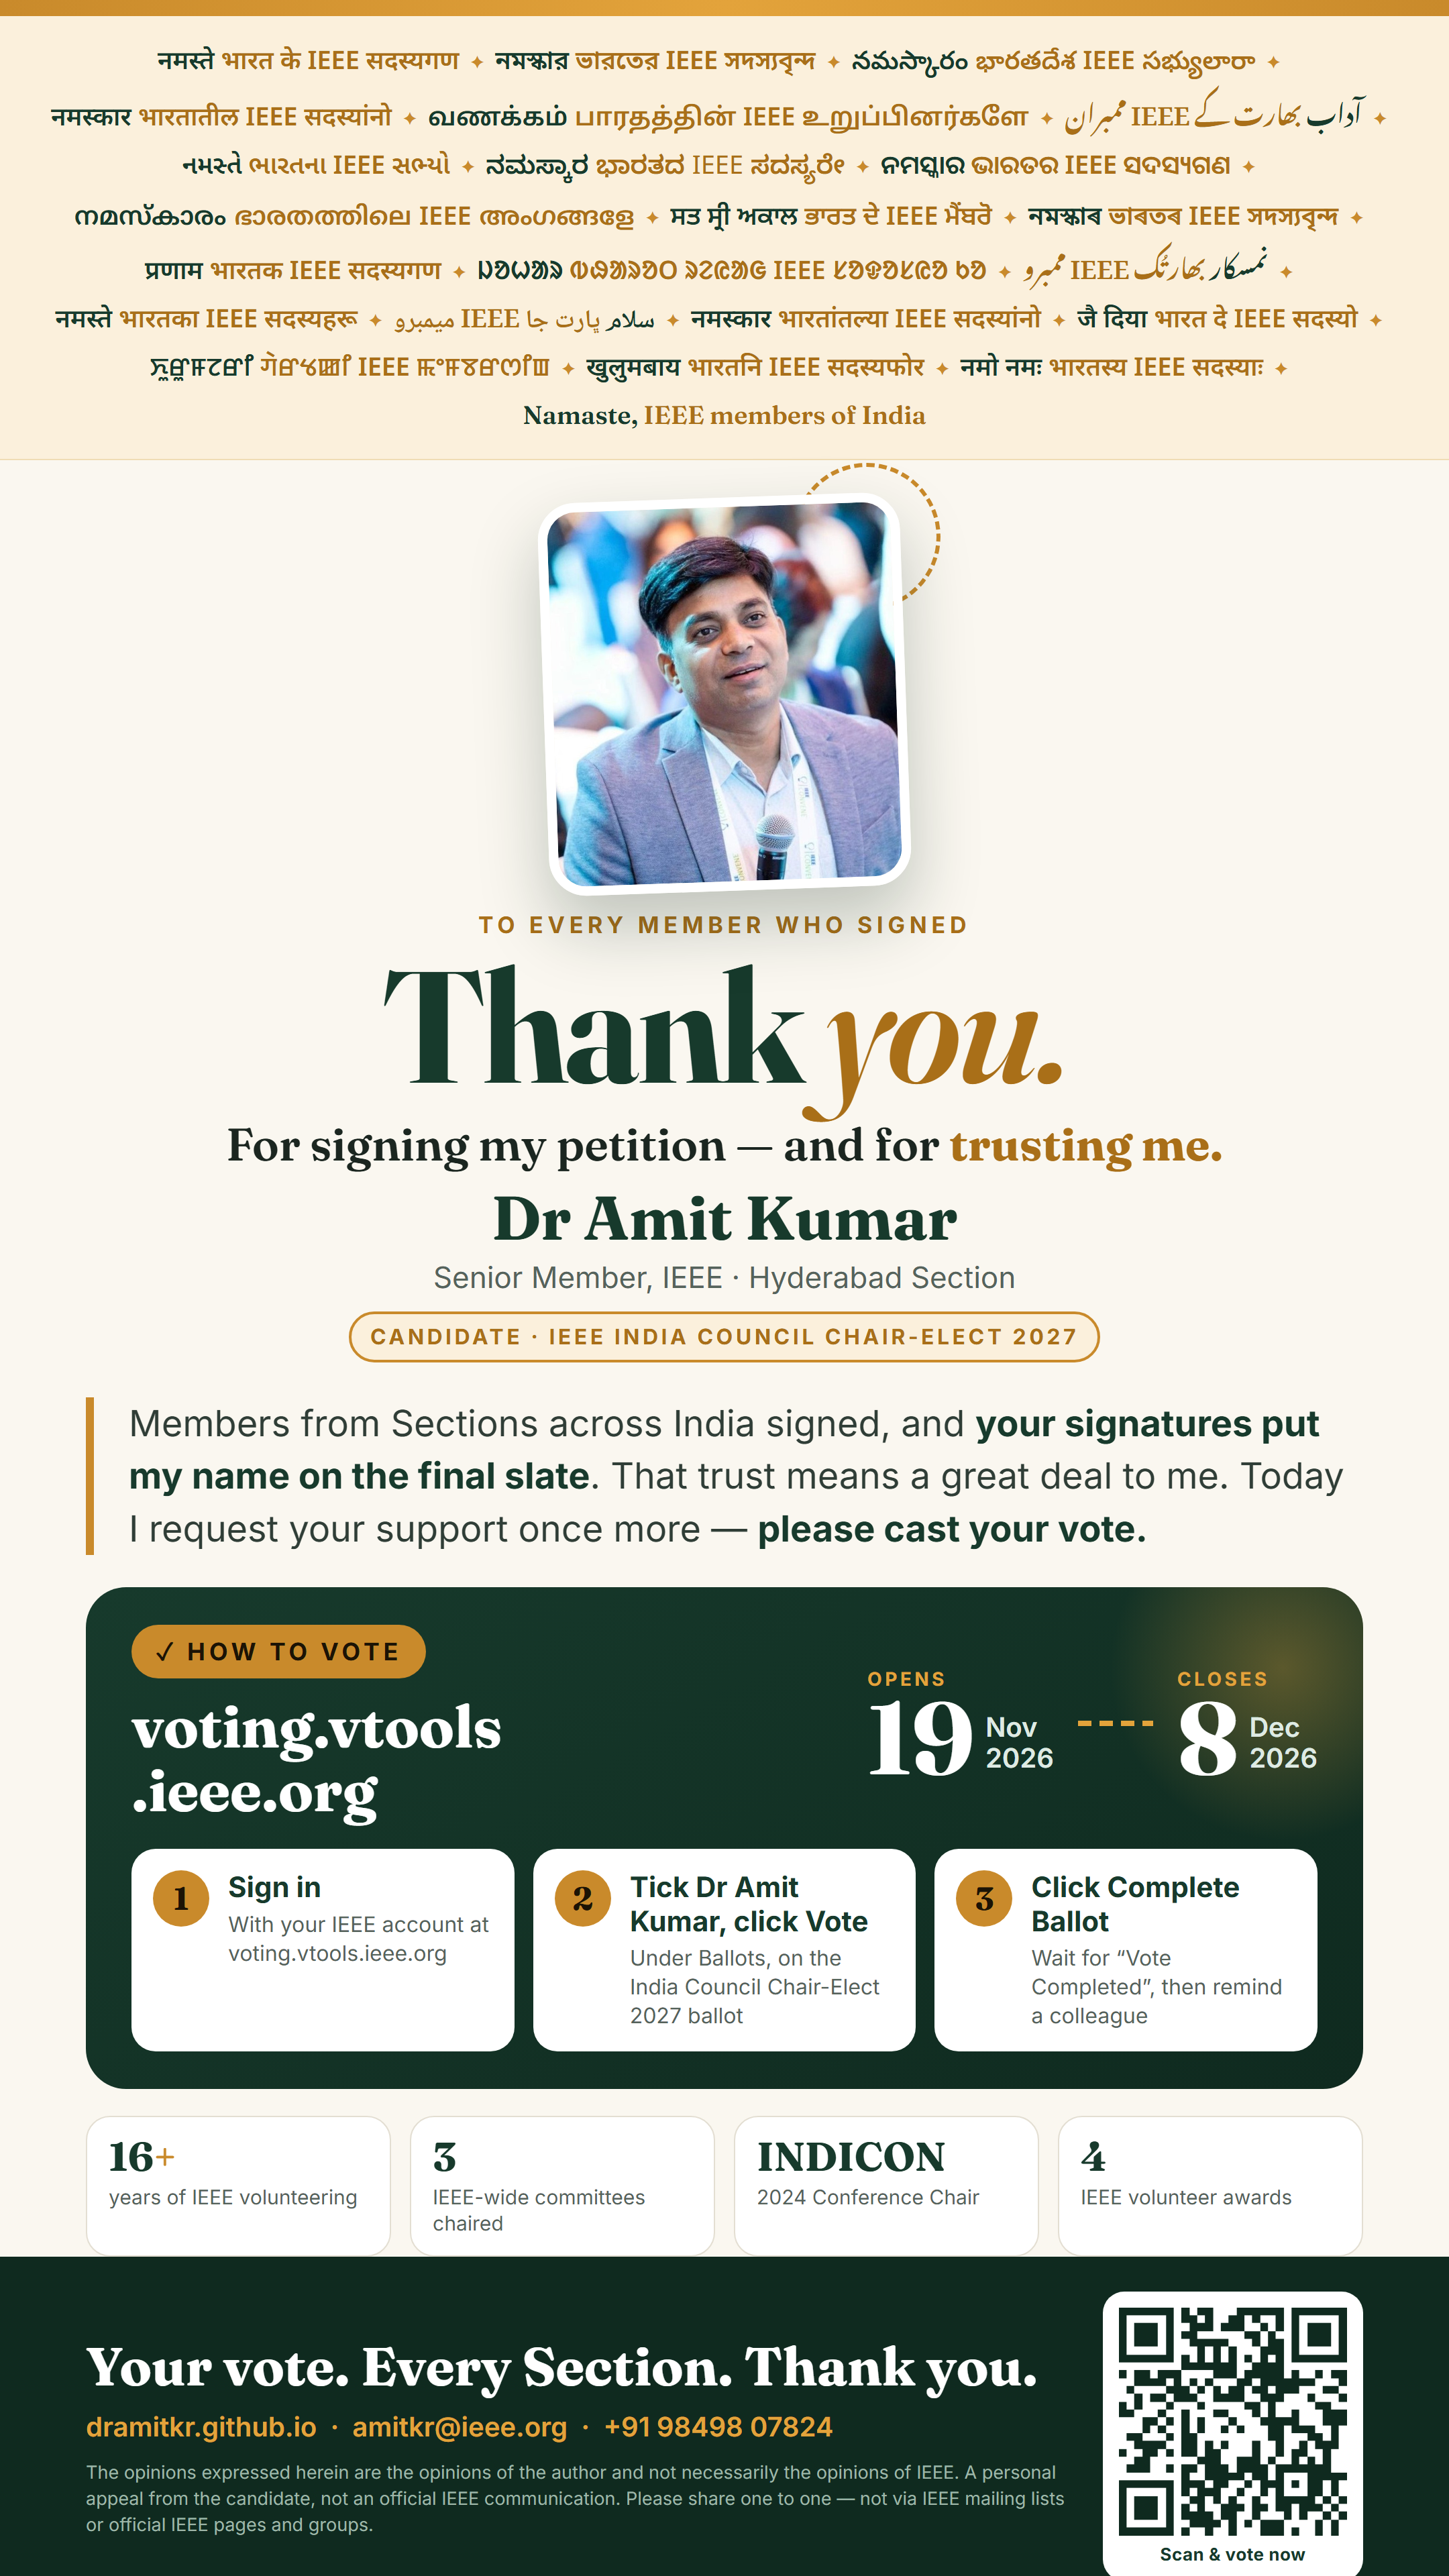 नमस्ते भारत के IEEE सदस्यगण ✦ নমস্কার ভারতের IEEE সদস্যবৃন্দ ✦ నమస్కారం భారతదేశ IEEE సభ్యులారా ✦
नमस्कार भारतातील IEEE सदस्यांनो ✦ வணக்கம் பாரதத்தின் IEEE உறுப்பினர்களே ✦ آداب بھارت کے IEEE ممبران ✦
નમસ્તે ભારતના IEEE સભ્યો ✦ ನಮಸ್ಕಾರ ಭಾರತದ IEEE ಸದಸ್ಯರೇ ✦ ନମସ୍କାର ଭାରତର IEEE ସଦସ୍ୟଗଣ ✦
നമസ്കാരം ഭാരതത്തിലെ IEEE അംഗങ്ങളേ ✦ ਸਤ ਸ੍ਰੀ ਅਕਾਲ ਭਾਰਤ ਦੇ IEEE ਮੈਂਬਰੋ ✦ নমস্কাৰ ভাৰতৰ IEEE সদস্যবৃন্দ ✦
प्रणाम भारतक IEEE सदस्यगण ✦ ᱡᱚᱦᱟᱨ ᱵᱷᱟᱨᱚᱛ ᱨᱮᱱᱟᱜ IEEE ᱥᱚᱫᱚᱥᱭᱚ ᱠᱚ ✦ نمسکار بھارتُک IEEE ممبرو ✦
नमस्ते भारतका IEEE सदस्यहरू ✦ سلام ڀارت جا IEEE ميمبرو ✦ नमस्कार भारतांतल्या IEEE सदस्यांनो ✦ जै दिया भारत दे IEEE सदस्यो ✦
ꯈꯨꯔꯨꯝꯖꯔꯤ ꯚꯥꯔꯠꯀꯤ IEEE ꯃꯦꯝꯕꯔꯁꯤꯡ ✦ खुलुमबाय भारतनि IEEE सदस्यफोर ✦ नमो नमः भारतस्य IEEE सदस्याः ✦
Namaste, IEEE members of India
TO EVERY MEMBER WHO SIGNED
Thank you.
For signing my petition — and for trusting me.
Dr Amit Kumar
Senior Member, IEEE · Hyderabad Section
CANDIDATE · IEEE INDIA COUNCIL CHAIR-ELECT 2027
Members from Sections across India signed, and your signatures put
my name on the final slate. That trust means a great deal to me. Today
I request your support once more — please cast your vote.
✓ HOW TO VOTE
voting.vtools
.ieee.org
OPENS
19 Nov 2026
CLOSES
8 Dec 2026
1
Sign in
With your IEEE account at
voting.vtools.ieee.org
2
Tick Dr Amit
Kumar, click Vote
Under Ballots, on the
India Council Chair-Elect
2027 ballot
3
Click Complete
Ballot
Wait for “Vote
Completed”, then remind
a colleague
16+
years of IEEE volunteering
3
IEEE-wide committees
chaired
INDICON
2024 Conference Chair
4
IEEE volunteer awards
Your vote. Every Section. Thank you.
dramitkr.github.io · amitkr@ieee.org · +91 98498 07824
The opinions expressed herein are the opinions of the author and not necessarily the opinions of IEEE. A personal
appeal from the candidate, not an official IEEE communication. Please share one to one — not via IEEE mailing lists
or official IEEE pages and groups.
Scan & vote now